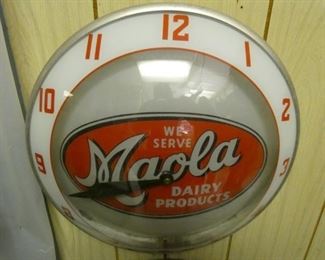 12
11
1
10
2
9
3
WE
SERVE
Maola
DAIRY
PRODUCTS